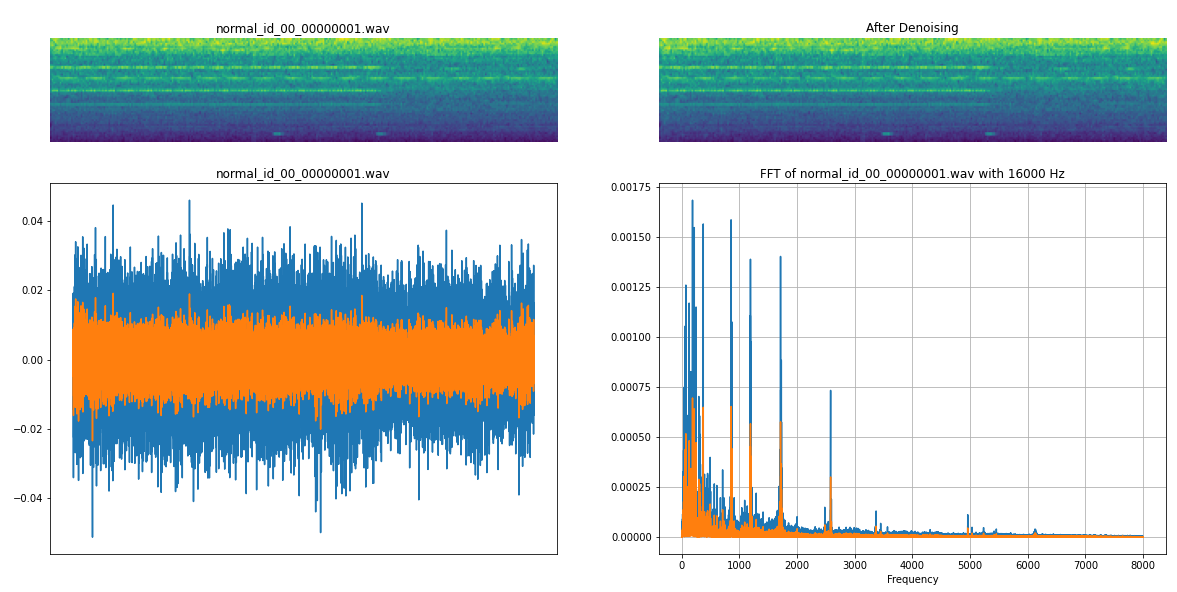 normal_id_00_00000001.wav
After Denoising
normal_id_00_00000001.wav
0.04
0.02
0.00
−0.02
−0.04
FFT of normal_id_00_00000001.wav with 16000 Hz
0.00175
0.00150
0.00125
0.00100
0.00075
0.00050
0.00025
0.00000
0 1000 2000 3000 4000 5000 6000 7000 8000
Frequency